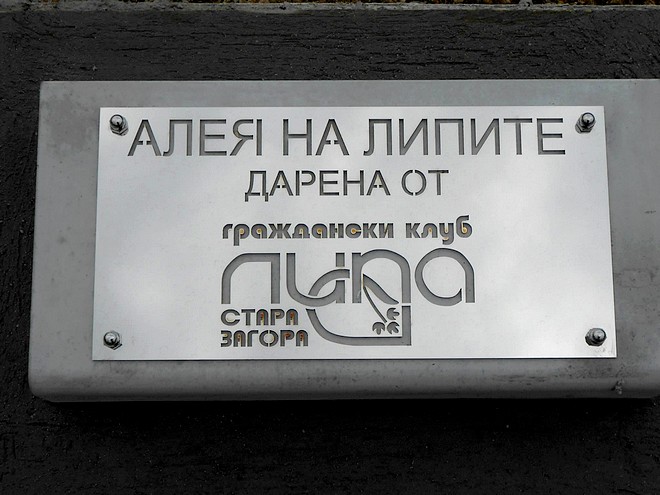 АЛЕЯ НА ЛИПИТЕ
ДАРЕНА ОТ
граждански клуб
липа
СТАРА
ЗАГОРА